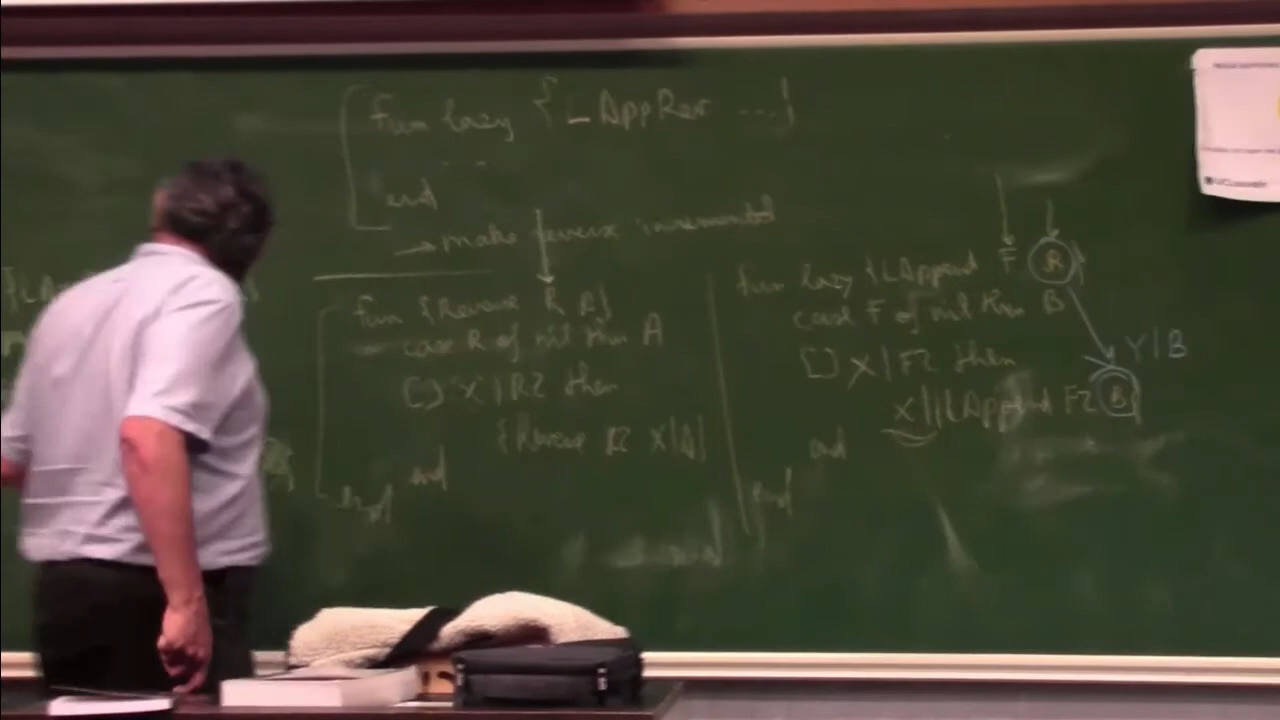 fun lazy {LAppRev ...}
...
end
→ make reverse incremental
fun {Reverse R A}
case R of nil then A
[] X|R2 then
{Reverse R2 X|A}
end
end
fun lazy {LAppend F R}
case F of nil then B
[] X|F2 then
X|{LAppend F2 B}
end
end
Y|B
UCLouvain